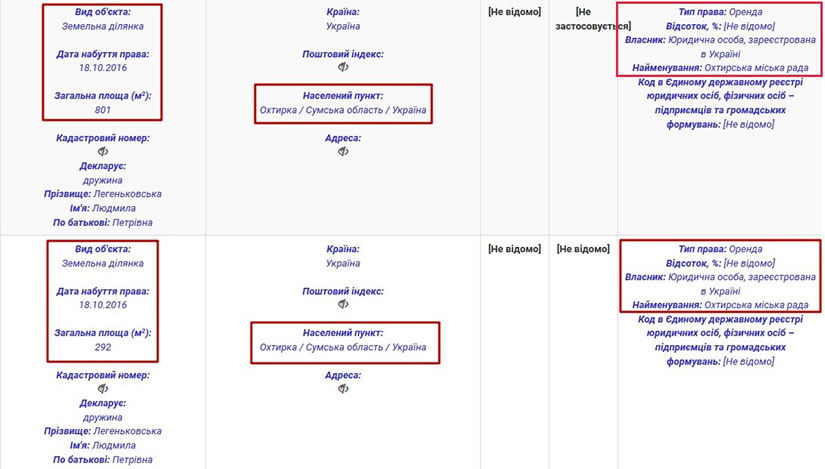 Вид об'єкта:
Земельна ділянка
Дата набуття права:
18.10.2016
Загальна площа (м²):
801
Кадастровий номер:
Декларує:
дружина
Прізвище: Легеньковська
Ім'я: Людмила
По батькові: Петрівна
Країна:
Україна
Поштовий індекс:
Населений пункт:
Охтирка / Сумська область / Україна
Адреса:
[Не відомо]
[Не
застосовується]
Тип права: Оренда
Відсоток, %: [Не відомо]
Власник: Юридична особа, зареєстрована
в Україні
Найменування: Охтирська міська рада
Код в Єдиному державному реєстрі
юридичних осіб, фізичних осіб –
підприємців та громадських
формувань: [Не відомо]
Вид об'єкта:
Земельна ділянка
Дата набуття права:
18.10.2016
Загальна площа (м²):
292
Кадастровий номер:
Декларує:
дружина
Прізвище: Легеньковська
Ім'я: Людмила
По батькові: Петрівна
Країна:
Україна
Поштовий індекс:
Населений пункт:
Охтирка / Сумська область / Україна
Адреса:
[Не відомо]
[Не відомо]
Тип права: Оренда
Відсоток, %: [Не відомо]
Власник: Юридична особа, зареєстрована
в Україні
Найменування: Охтирська міська рада
Код в Єдиному державному реєстрі
юридичних осіб, фізичних осіб –
підприємців та громадських
формувань: [Не відомо]